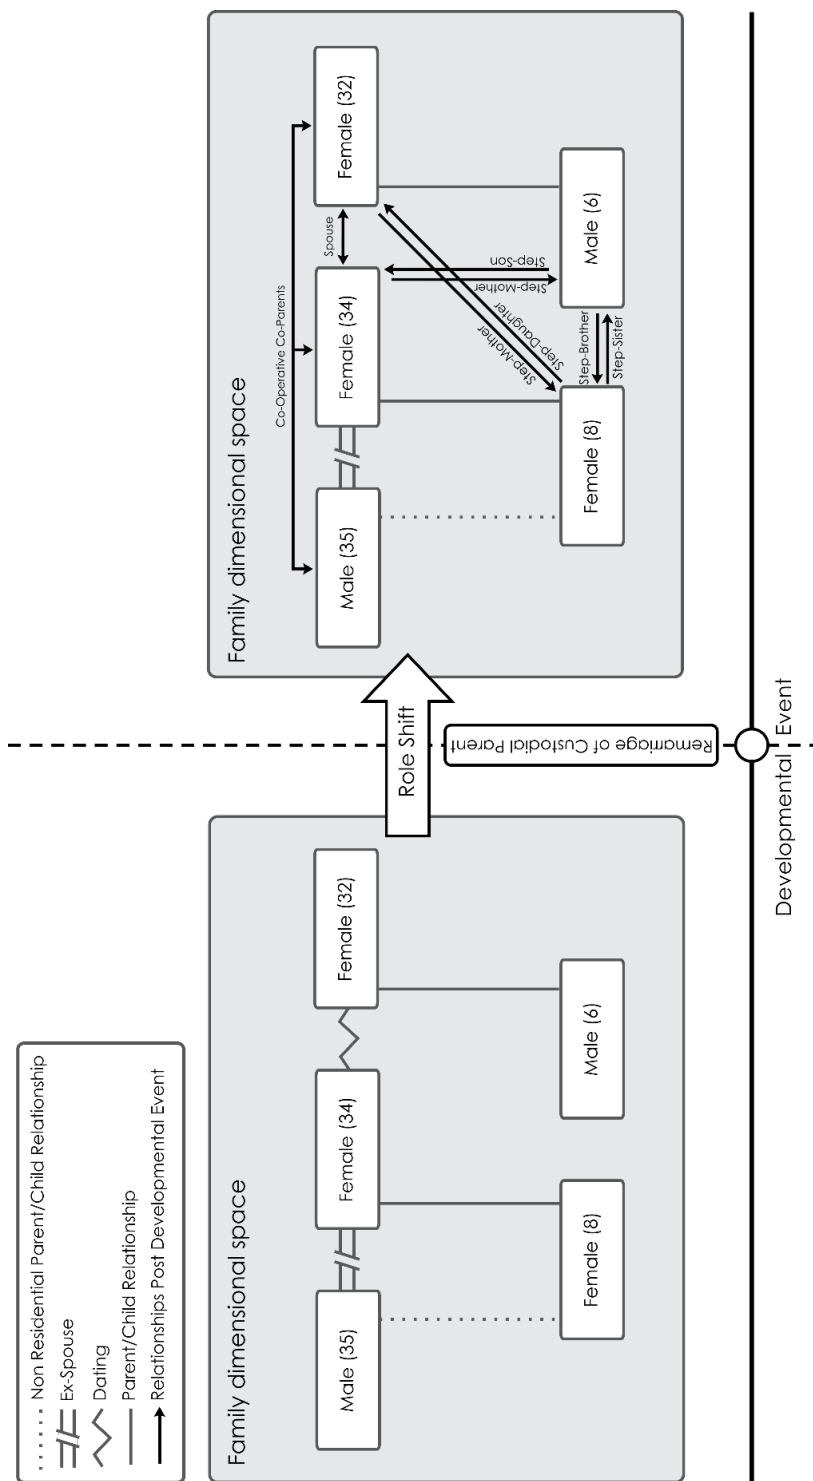 Non Residential Parent/Child Relationship
Ex-Spouse
Dating
Parent/Child Relationship
Relationships Post Developmental Event
Family dimensional space
Male (35)
Female (34)
Female (32)
Female (8)
Male (6)
Role Shift
Remarriage of Custodial Parent
Developmental Event
Family dimensional space
Co-Operative Co-Parents
Male (35)
Female (34)
Spouse
Female (32)
Step-Mother
Step-Daughter
Step-Mother
Step-Son
Female (8)
Step-Brother
Step-Sister
Male (6)